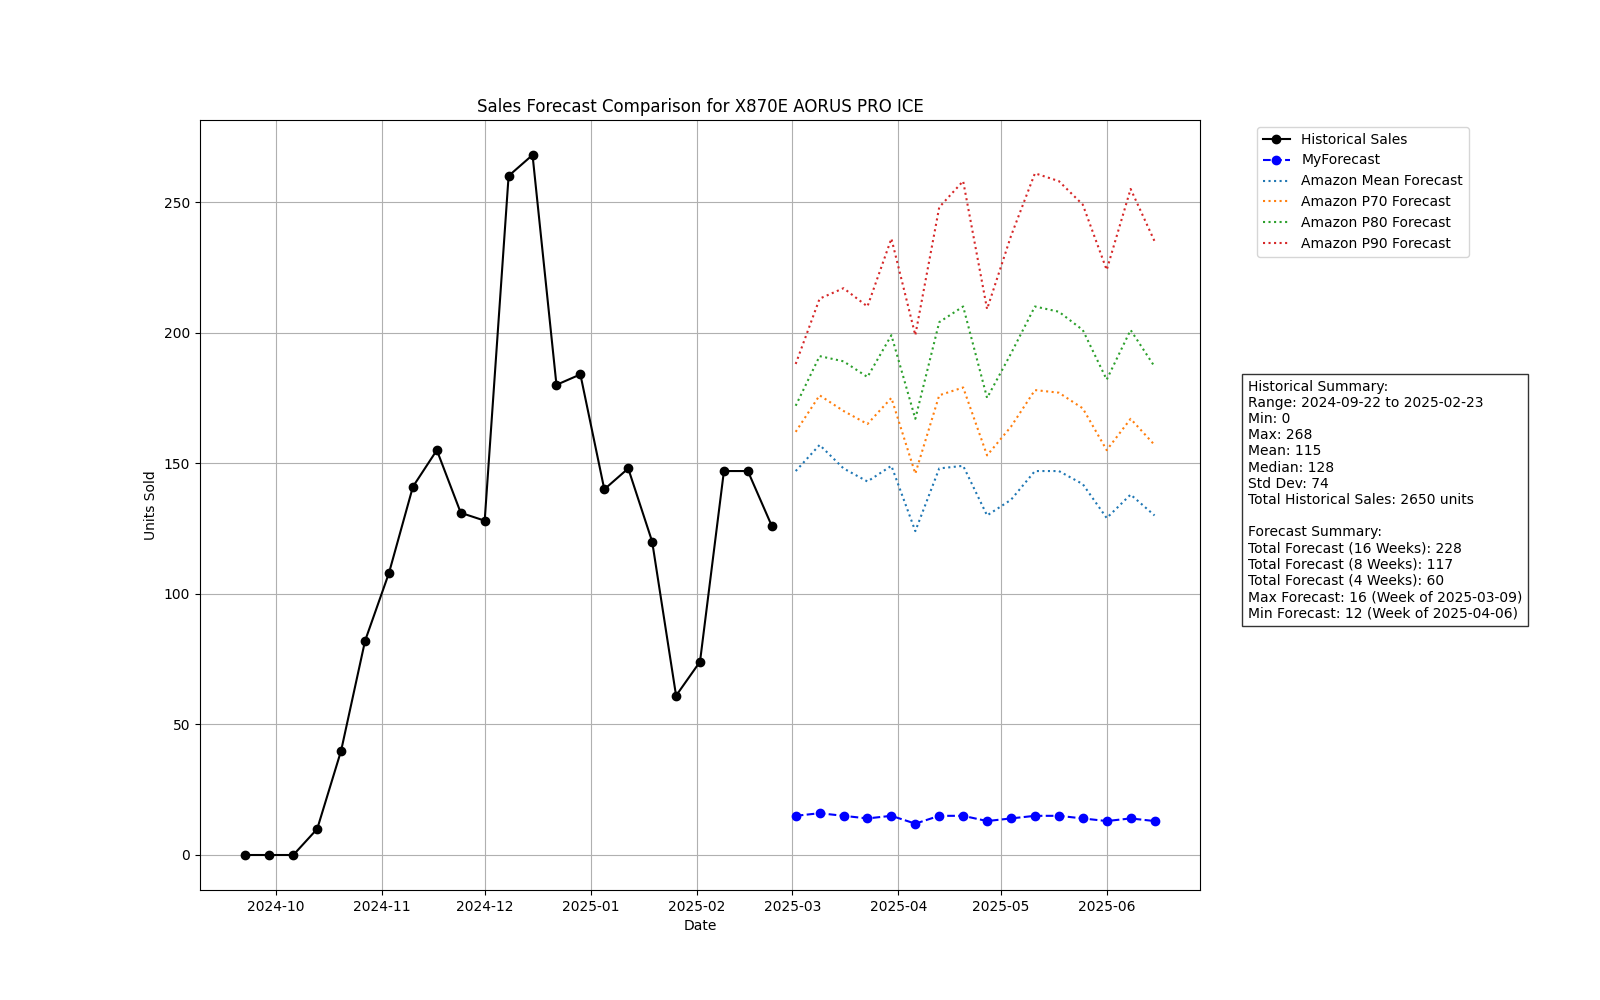 Sales Forecast Comparison for X870E AORUS PRO ICE
Units Sold
250
200
150
100
50
0
2024-10
2024-11
2024-12
2025-01
2025-02
2025-03
2025-04
2025-05
2025-06
Date
Historical Sales
MyForecast
Amazon Mean Forecast
Amazon P70 Forecast
Amazon P80 Forecast
Amazon P90 Forecast
Historical Summary:
Range: 2024-09-22 to 2025-02-23
Min: 0
Max: 268
Mean: 115
Median: 128
Std Dev: 74
Total Historical Sales: 2650 units
Forecast Summary:
Total Forecast (16 Weeks): 228
Total Forecast (8 Weeks): 117
Total Forecast (4 Weeks): 60
Max Forecast: 16 (Week of 2025-03-09)
Min Forecast: 12 (Week of 2025-04-06)